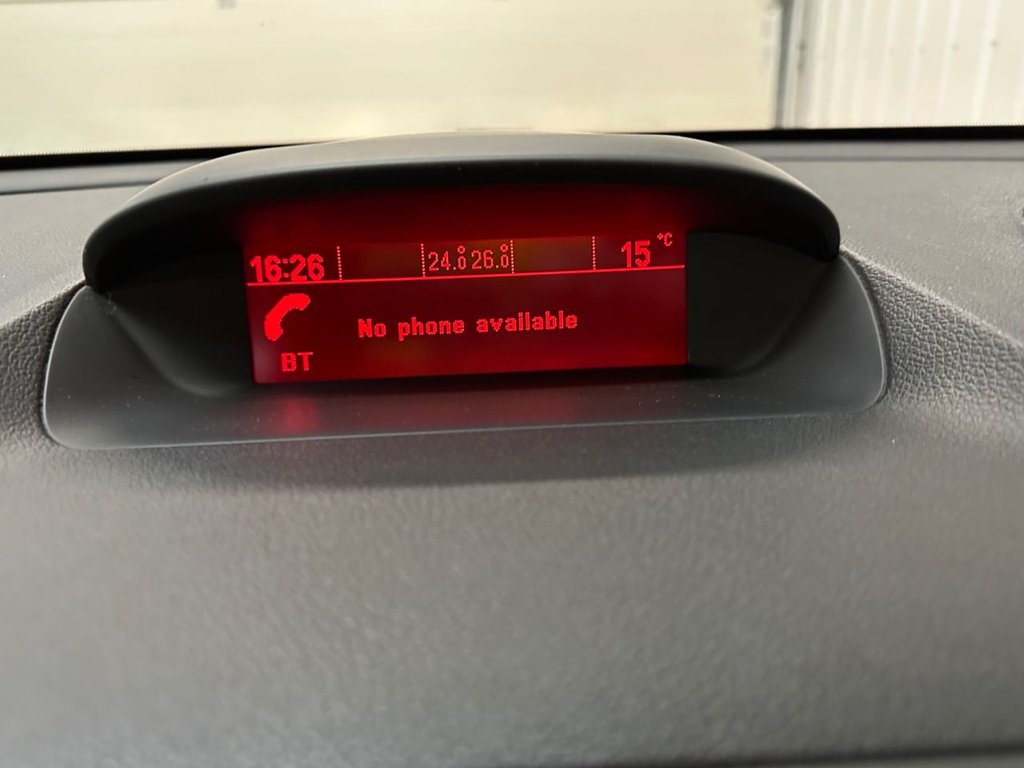 16:26 24.0° 26.0° 15 °C
No phone available
BT